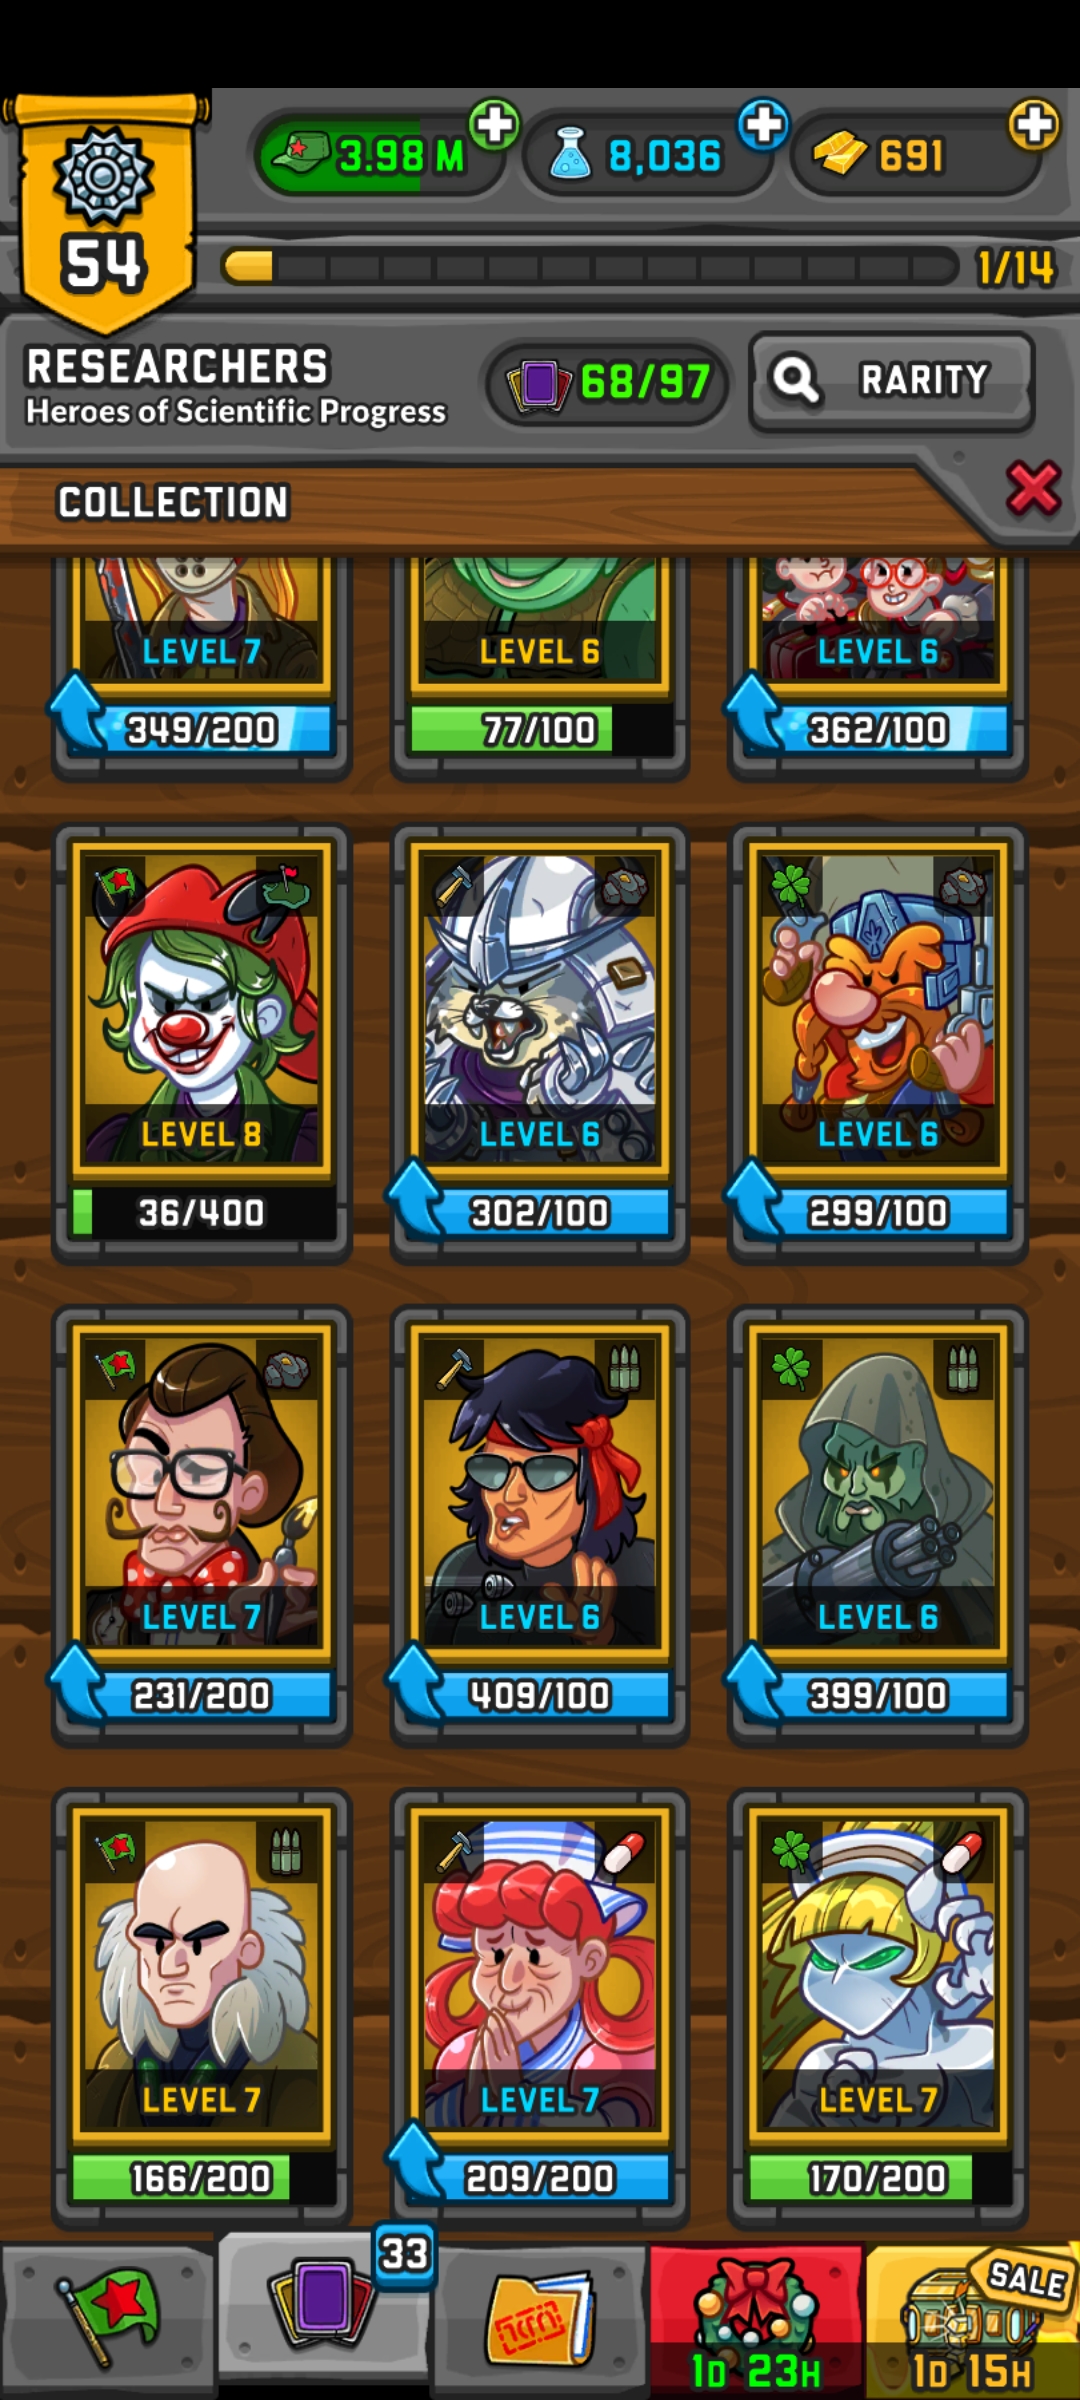 3.98 M
8,036
691
54
1/14
RESEARCHERS
Heroes of Scientific Progress
68/97
RARITY
COLLECTION
LEVEL 7
LEVEL 6
LEVEL 6
349/200
77/100
362/100
LEVEL 8
LEVEL 6
LEVEL 6
36/400
302/100
299/100
LEVEL 7
LEVEL 6
LEVEL 6
231/200
409/100
399/100
LEVEL 7
LEVEL 7
LEVEL 7
166/200
209/200
170/200
33
SALE
1D 23H
1D 15H